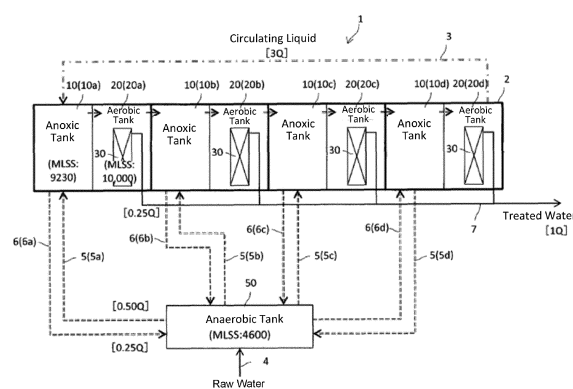 1
Circulating Liquid
[3Q]
3
10(10a) 20(20a) 10(10b) 20(20b) 10(10c) 20(20c) 10(10d) 20(20d) 2
Anoxic Tank Aerobic Tank Anoxic Tank Aerobic Tank Anoxic Tank Aerobic Tank Anoxic Tank Aerobic Tank
30 30 30 30
(MLSS: 9230) (MLSS: 10,000)
[0.25Q]
7
Treated Water
[1Q]
6(6a) 5(5a) 6(6b) 5(5b) 6(6c) 5(5c) 6(6d) 5(5d)
50
[0.50Q]
Anaerobic Tank
(MLSS:4600)
[0.25Q]
4
Raw Water